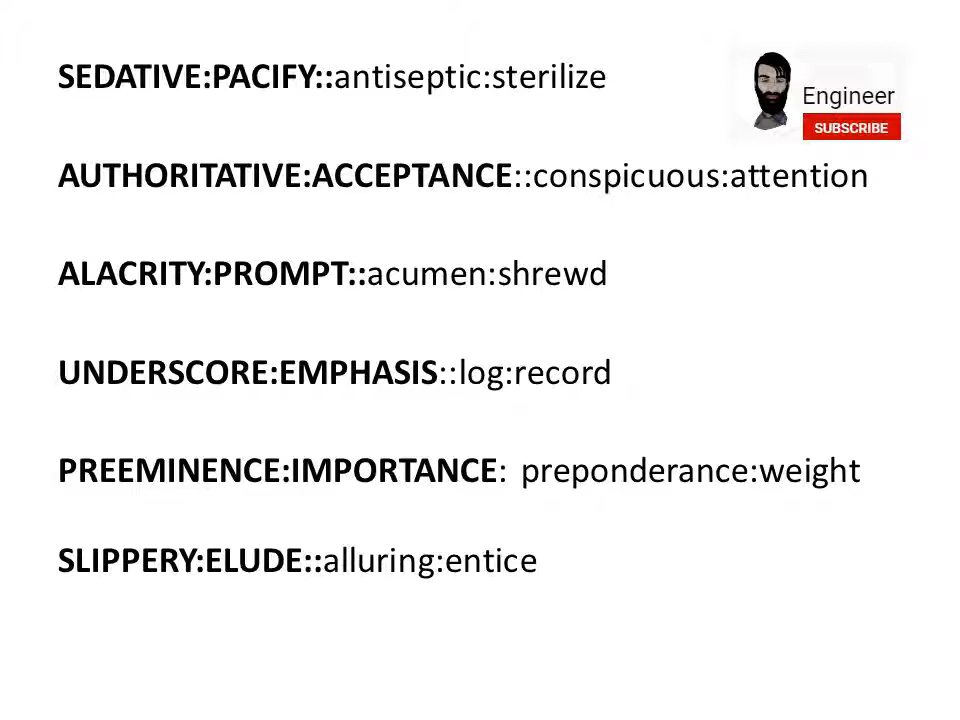 SEDATIVE:PACIFY::antiseptic:sterilize
Engineer
SUBSCRIBE
AUTHORITATIVE:ACCEPTANCE::conspicuous:attention
ALACRITY:PROMPT::acumen:shrewd
UNDERSCORE:EMPHASIS::log:record
PREEMINENCE:IMPORTANCE: preponderance:weight
SLIPPERY:ELUDE::alluring:entice